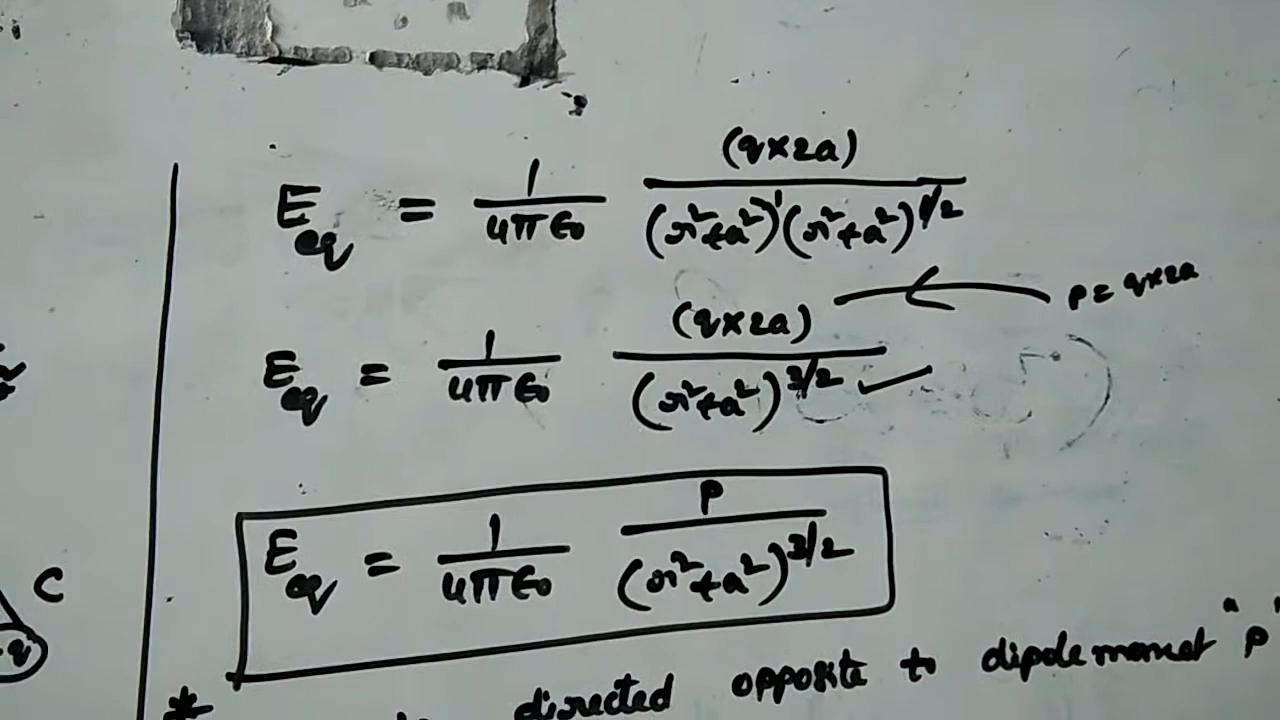 E_eq = 1/4πϵ₀ (q×2a)/(r²+a²)¹(r²+a²)^1/2
P = q×2a
E_eq = 1/4πϵ₀ (q×2a)/(r²+a²)^3/2 ✓
E_eq = 1/4πϵ₀ P/(r²+a²)^3/2
C
-q
* directed opposite to dipole moment "P"